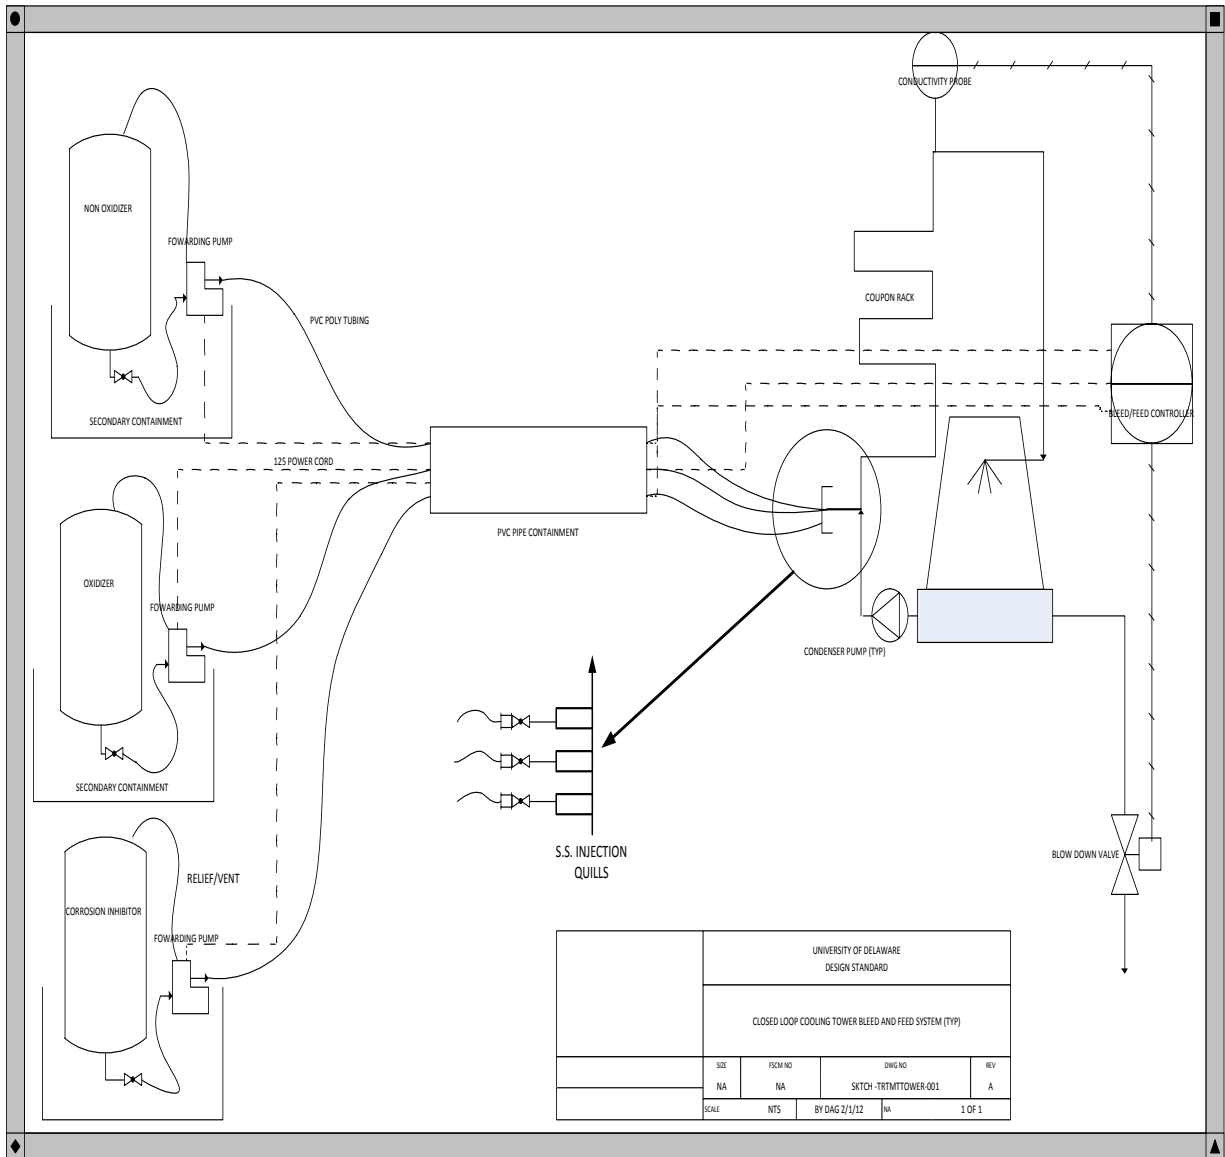 CONDUCTIVITY PROBE
NON OXIDIZER
FOWARDING PUMP
COUPON RACK
PVC POLY TUBING
BLEED/FEED CONTROLLER
SECONDARY CONTAINMENT
125 POWER CORD
PVC PIPE CONTAINMENT
OXIDIZER
FOWARDING PUMP
CONDENSER PUMP (TYP)
SECONDARY CONTAINMENT
S.S. INJECTION
QUILLS
BLOW DOWN VALVE
RELIEF/VENT
CORROSION INHIBITOR
FOWARDING PUMP
UNIVERSITY OF DELAWARE
DESIGN STANDARD
CLOSED LOOP COOLING TOWER BLEED AND FEED SYSTEM (TYP)
SIZE FSCM NO DWG NO REV
NA NA SKTCH -TRTMTTOWER-001 A
SCALE NTS BY DAG 2/1/12 NA 1 OF 1